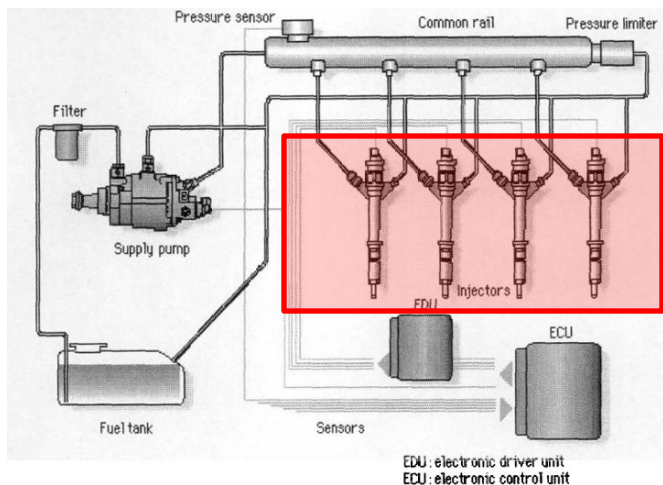 Pressure sensor
Common rail
Pressure limiter
Filter
Supply pump
Injectors
EDU
ECU
Fuel tank
Sensors
EDU: electronic driver unit
ECU: electronic control unit